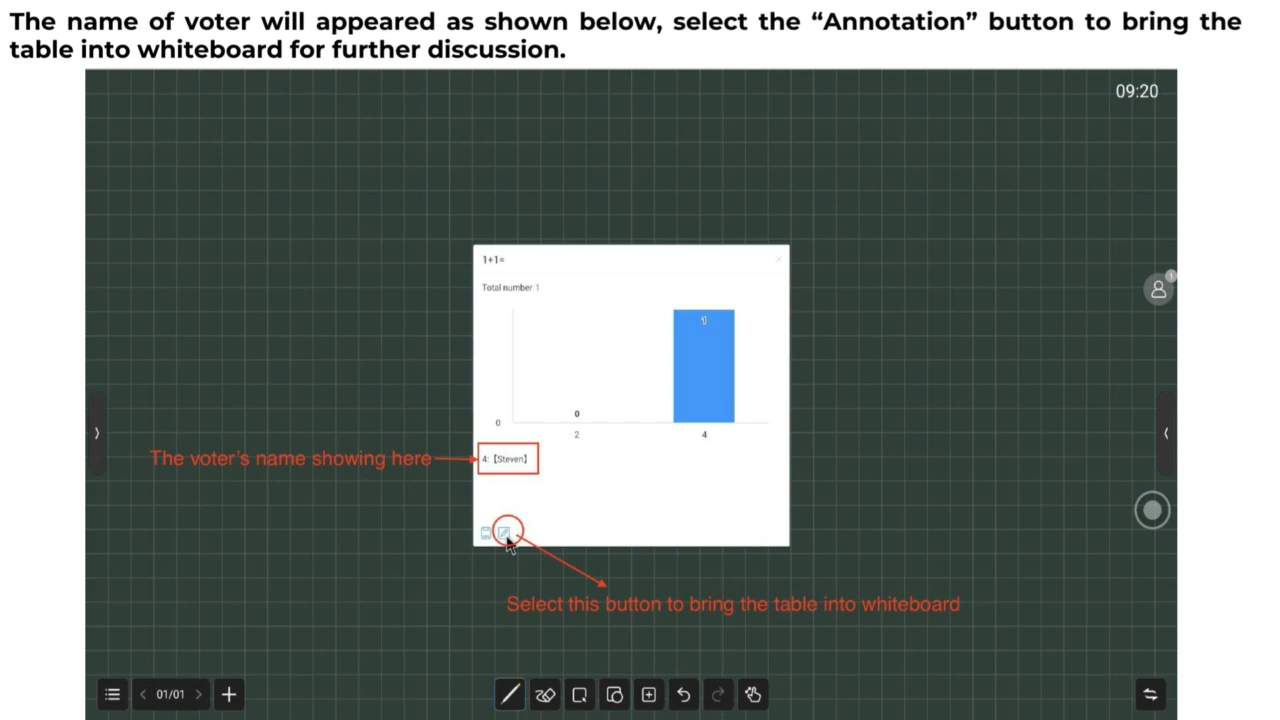 The name of voter will appeared as shown below, select the “Annotation” button to bring the
table into whiteboard for further discussion.
09:20
1+1=
Total number 1
1
1
0
0
2
4
The voter's name showing here
4:【Steven】
Select this button to bring the table into whiteboard
01/01